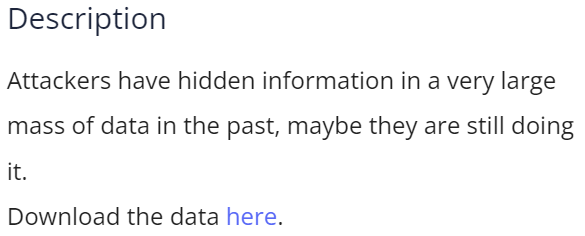 Description
Attackers have hidden information in a very large
mass of data in the past, maybe they are still doing
it.
Download the data here.